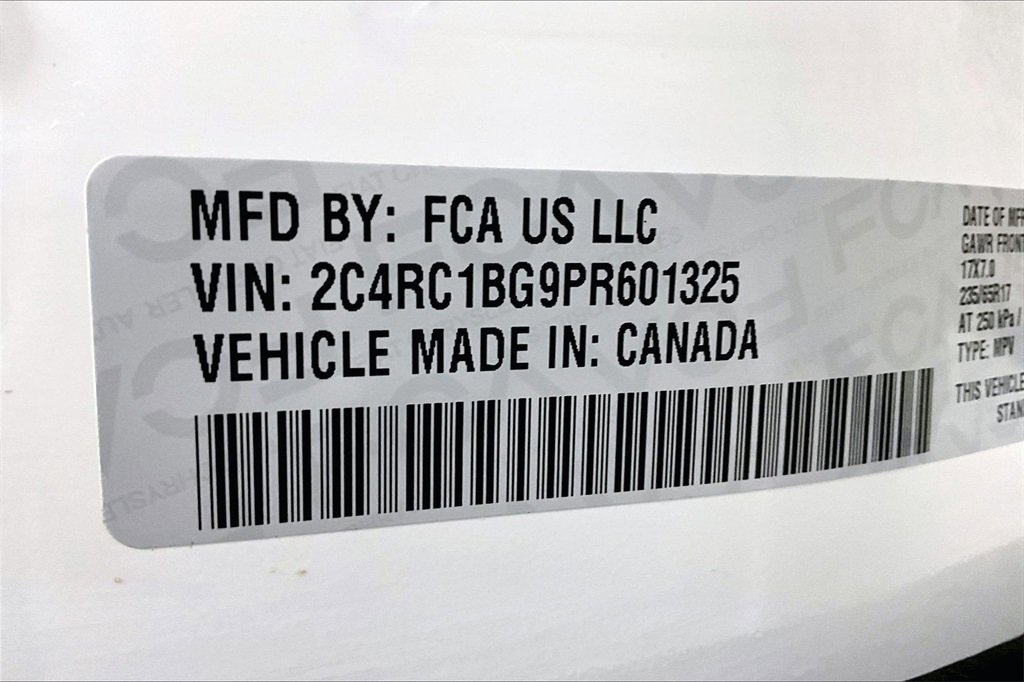 MFD BY: FCA US LLC
VIN: 2C4RC1BG9PR601325
VEHICLE MADE IN: CANADA
DATE OF MFR
GAWR FRONT
17X7.0
235/65R17
AT 250 kPa /
TYPE: MPV
THIS VEHICLE
STAN